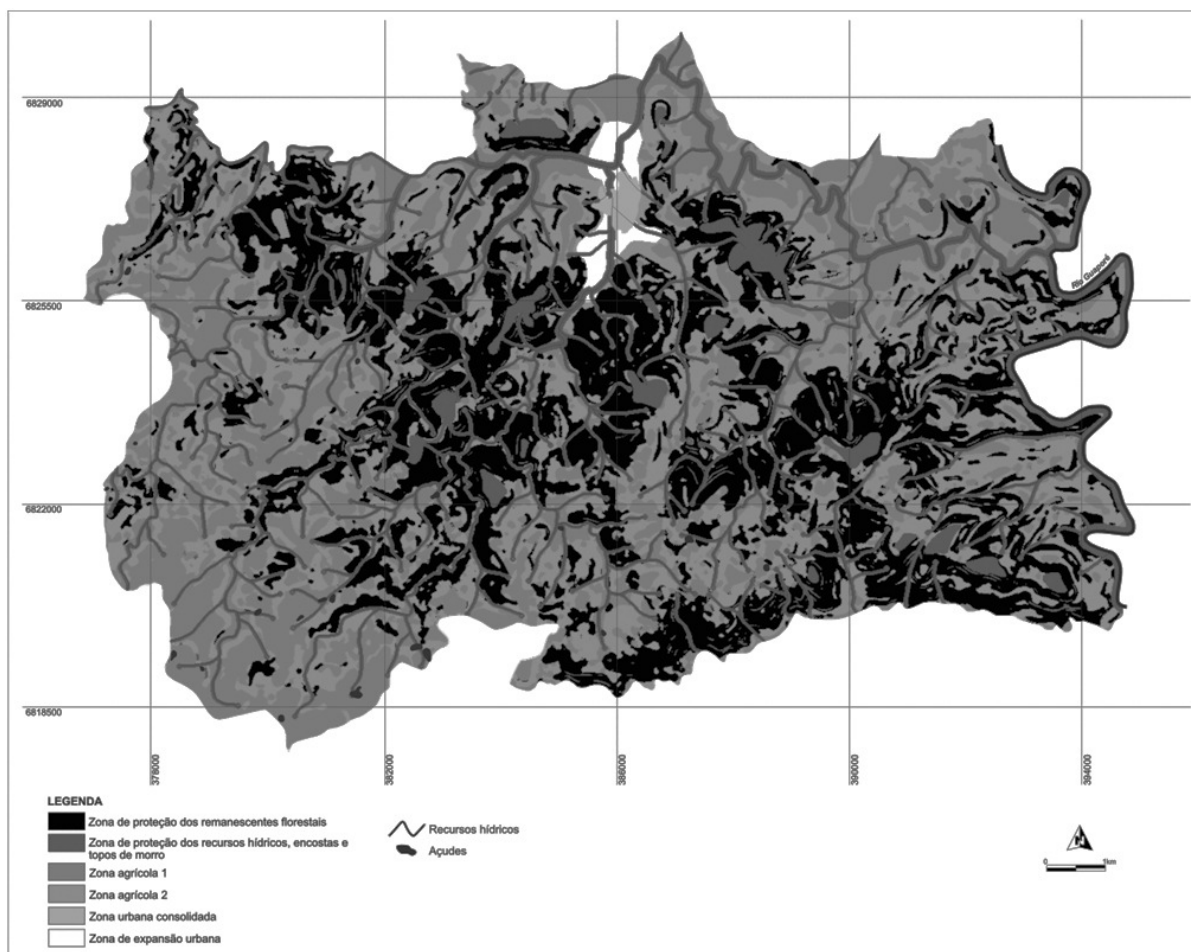 6829000
Rio Guaporé
6825500
6822000
6818500
378000
382000
386000
390000
394000
LEGENDA
Zona de proteção dos remanescentes florestais
Zona de proteção dos recursos hídricos, encostas e
topos de morro
Zona agrícola 1
Zona agrícola 2
Zona urbana consolidada
Zona de expansão urbana
Recursos hídricos
Açudes
0
1km